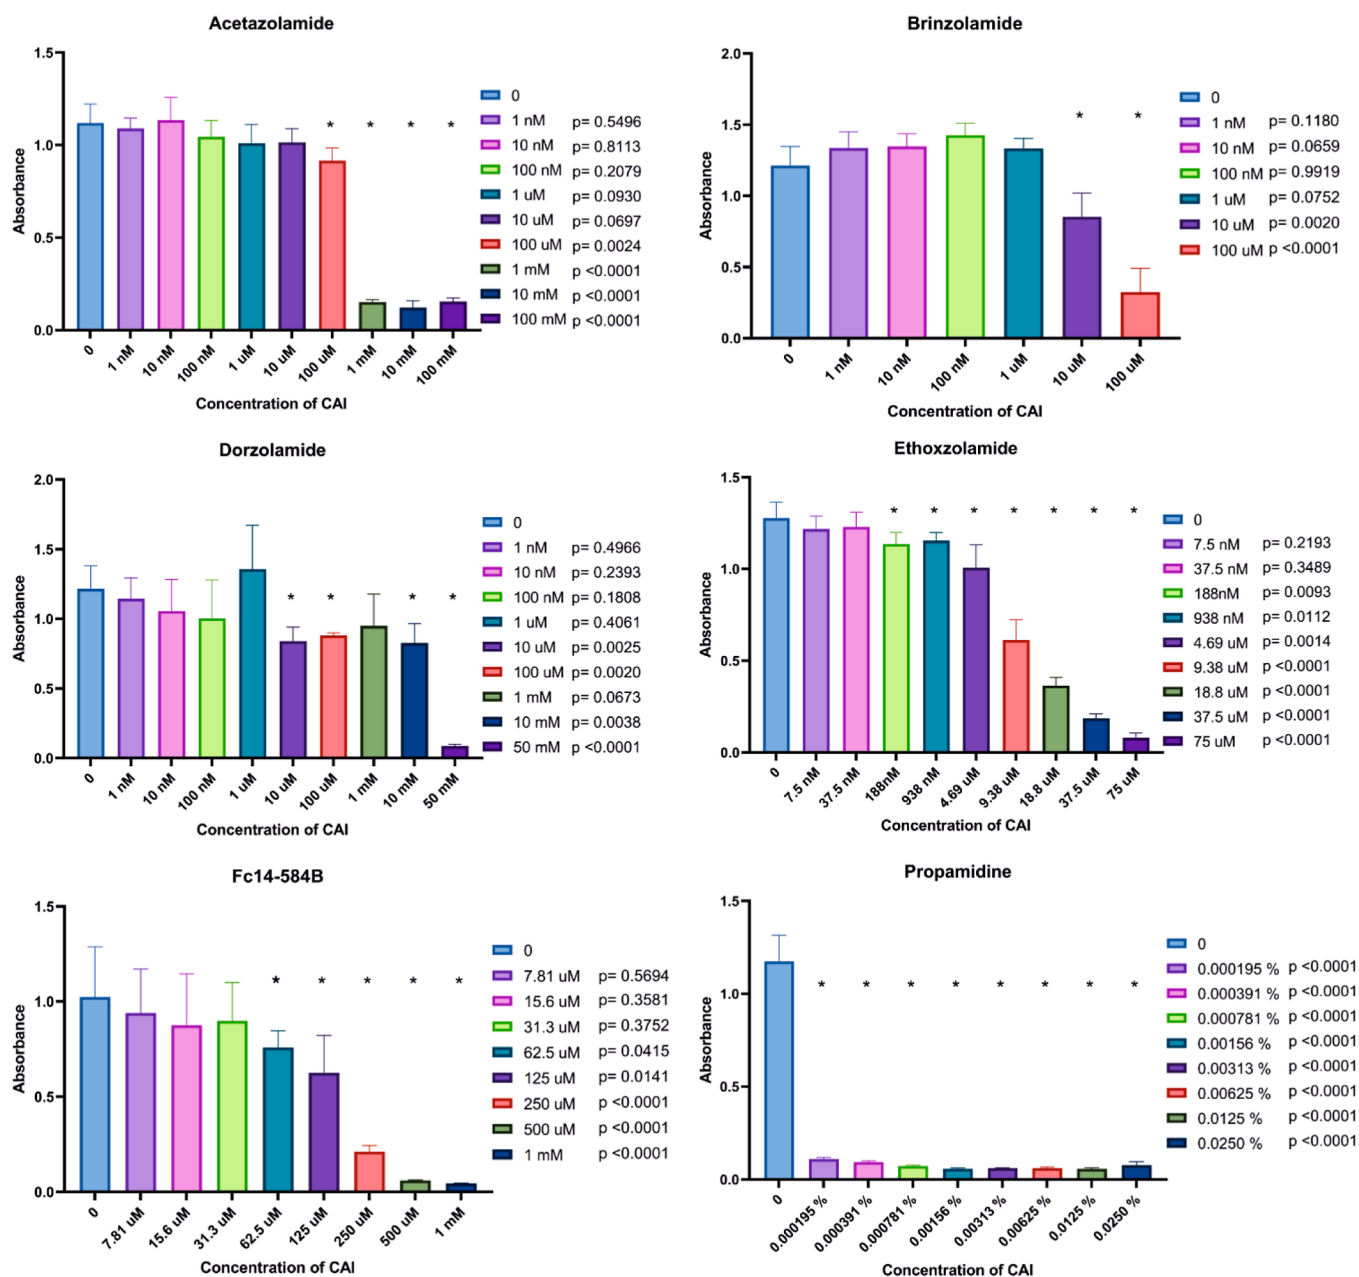 Acetazolamide
1.5
1.0
0.5
0.0
Absorbance
* * * *
0
1 nM
10 nM
100 nM
1 uM
10 uM
100 uM
1 mM
10 mM
100 mM
Concentration of CAI
0
1 nM p= 0.5496
10 nM p= 0.8113
100 nM p= 0.2079
1 uM p= 0.0930
10 uM p= 0.0697
100 uM p= 0.0024
1 mM p <0.0001
10 mM p <0.0001
100 mM p <0.0001
Brinzolamide
2.0
1.5
1.0
0.5
0.0
Absorbance
* *
0
1 nM
10 nM
100 nM
1 uM
10 uM
100 uM
Concentration of CAI
0
1 nM p= 0.1180
10 nM p= 0.0659
100 nM p= 0.9919
1 uM p= 0.0752
10 uM p= 0.0020
100 uM p <0.0001
Dorzolamide
2.0
1.5
1.0
0.5
0.0
Absorbance
* * * *
0
1 nM
10 nM
100 nM
1 uM
10 uM
100 uM
1 mM
10 mM
50 mM
Concentration of CAI
0
1 nM p= 0.4966
10 nM p= 0.2393
100 nM p= 0.1808
1 uM p= 0.4061
10 uM p= 0.0025
100 uM p= 0.0020
1 mM p= 0.0673
10 mM p= 0.0038
50 mM p <0.0001
Ethoxzolamide
1.5
1.0
0.5
0.0
Absorbance
* * * * * * *
0
7.5 nM
37.5 nM
188nM
938 nM
4.69 uM
9.38 uM
18.8 uM
37.5 uM
75 uM
Concentration of CAI
0
7.5 nM p= 0.2193
37.5 nM p= 0.3489
188nM p= 0.0093
938 nM p= 0.0112
4.69 uM p= 0.0014
9.38 uM p <0.0001
18.8 uM p <0.0001
37.5 uM p <0.0001
75 uM p <0.0001
Fc14-584B
1.5
1.0
0.5
0.0
Absorbance
* * * * *
0
7.81 uM
15.6 uM
31.3 uM
62.5 uM
125 uM
250 uM
500 uM
1 mM
Concentration of CAI
0
7.81 uM p= 0.5694
15.6 uM p= 0.3581
31.3 uM p= 0.3752
62.5 uM p= 0.0415
125 uM p= 0.0141
250 uM p <0.0001
500 uM p <0.0001
1 mM p <0.0001
Propamidine
1.5
1.0
0.5
0.0
Absorbance
* * * * * * * *
0
0.000195 %
0.000391 %
0.000781 %
0.00156 %
0.00313 %
0.00625 %
0.0125 %
0.0250 %
Concentration of CAI
0
0.000195 % p <0.0001
0.000391 % p <0.0001
0.000781 % p <0.0001
0.00156 % p <0.0001
0.00313 % p <0.0001
0.00625 % p <0.0001
0.0125 % p <0.0001
0.0250 % p <0.0001